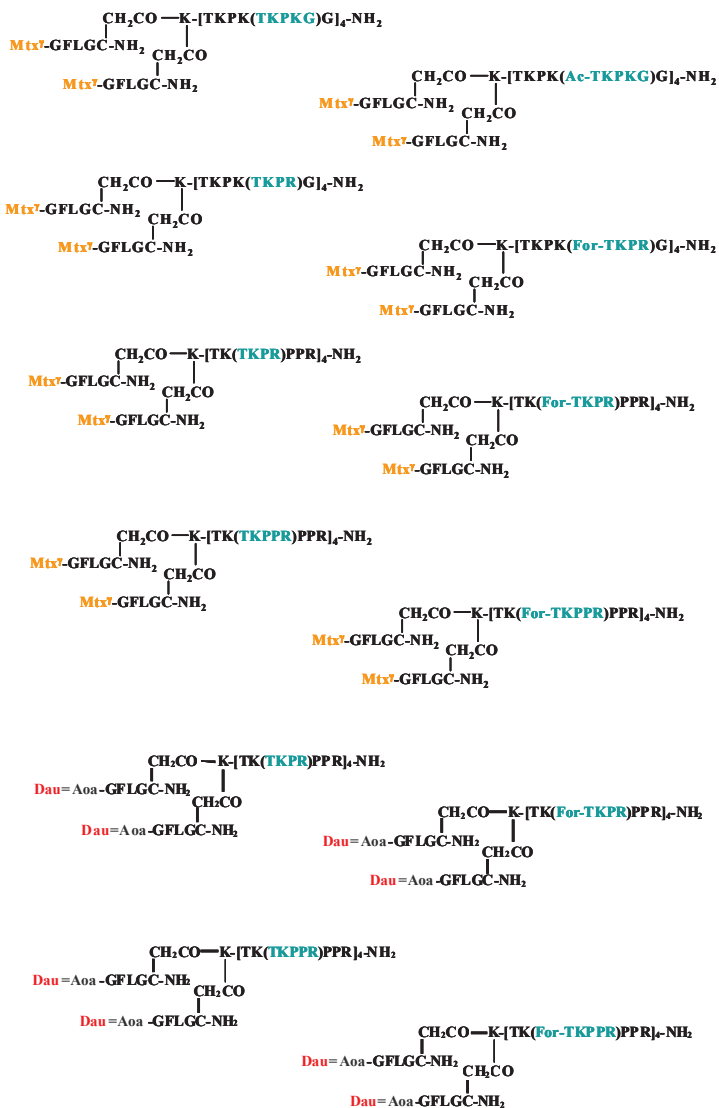 CH₂CO—K-[TKPK(TKPKG)G]₄-NH₂
Mtxᵞ-GFLGC-NH₂ CH₂CO
Mtxᵞ-GFLGC-NH₂
CH₂CO—K-[TKPK(Ac-TKPKG)G]₄-NH₂
Mtxᵞ-GFLGC-NH₂ CH₂CO
Mtxᵞ-GFLGC-NH₂
CH₂CO—K-[TKPK(TKPR)G]₄-NH₂
Mtxᵞ-GFLGC-NH₂ CH₂CO
Mtxᵞ-GFLGC-NH₂
CH₂CO—K-[TKPK(For-TKPR)G]₄-NH₂
Mtxᵞ-GFLGC-NH₂ CH₂CO
Mtxᵞ-GFLGC-NH₂
CH₂CO—K-[TK(TKPR)PPR]₄-NH₂
Mtxᵞ-GFLGC-NH₂ CH₂CO
Mtxᵞ-GFLGC-NH₂
CH₂CO—K-[TK(For-TKPR)PPR]₄-NH₂
Mtxᵞ-GFLGC-NH₂ CH₂CO
Mtxᵞ-GFLGC-NH₂
CH₂CO—K-[TK(TKPPR)PPR]₄-NH₂
Mtxᵞ-GFLGC-NH₂ CH₂CO
Mtxᵞ-GFLGC-NH₂
CH₂CO—K-[TK(For-TKPPR)PPR]₄-NH₂
Mtxᵞ-GFLGC-NH₂ CH₂CO
Mtxᵞ-GFLGC-NH₂
CH₂CO—K-[TK(TKPR)PPR]₄-NH₂
Dau=Aoa-GFLGC-NH₂ CH₂CO
Dau=Aoa-GFLGC-NH₂
CH₂CO—K-[TK(For-TKPR)PPR]₄-NH₂
Dau=Aoa-GFLGC-NH₂ CH₂CO
Dau=Aoa-GFLGC-NH₂
CH₂CO—K-[TK(TKPPR)PPR]₄-NH₂
Dau=Aoa-GFLGC-NH₂ CH₂CO
Dau=Aoa-GFLGC-NH₂
CH₂CO—K-[TK(For-TKPPR)PPR]₄-NH₂
Dau=Aoa-GFLGC-NH₂ CH₂CO
Dau=Aoa-GFLGC-NH₂